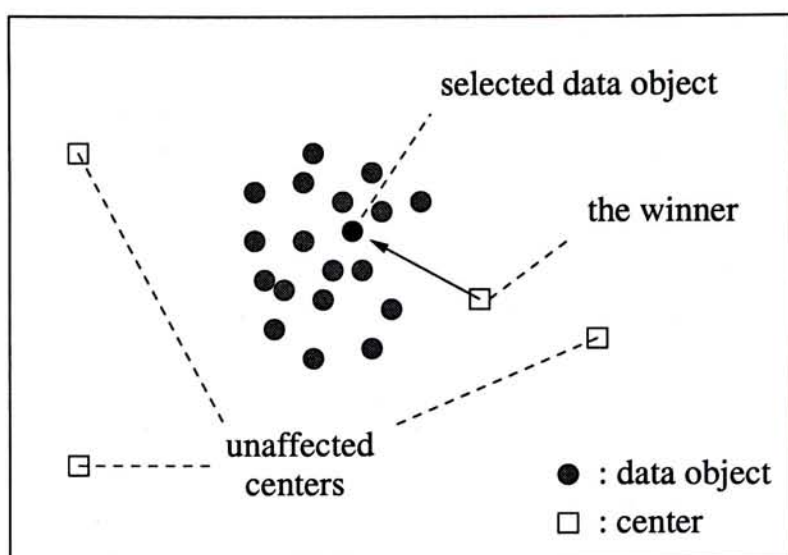 selected data object
the winner
unaffected
centers
: data object
: center